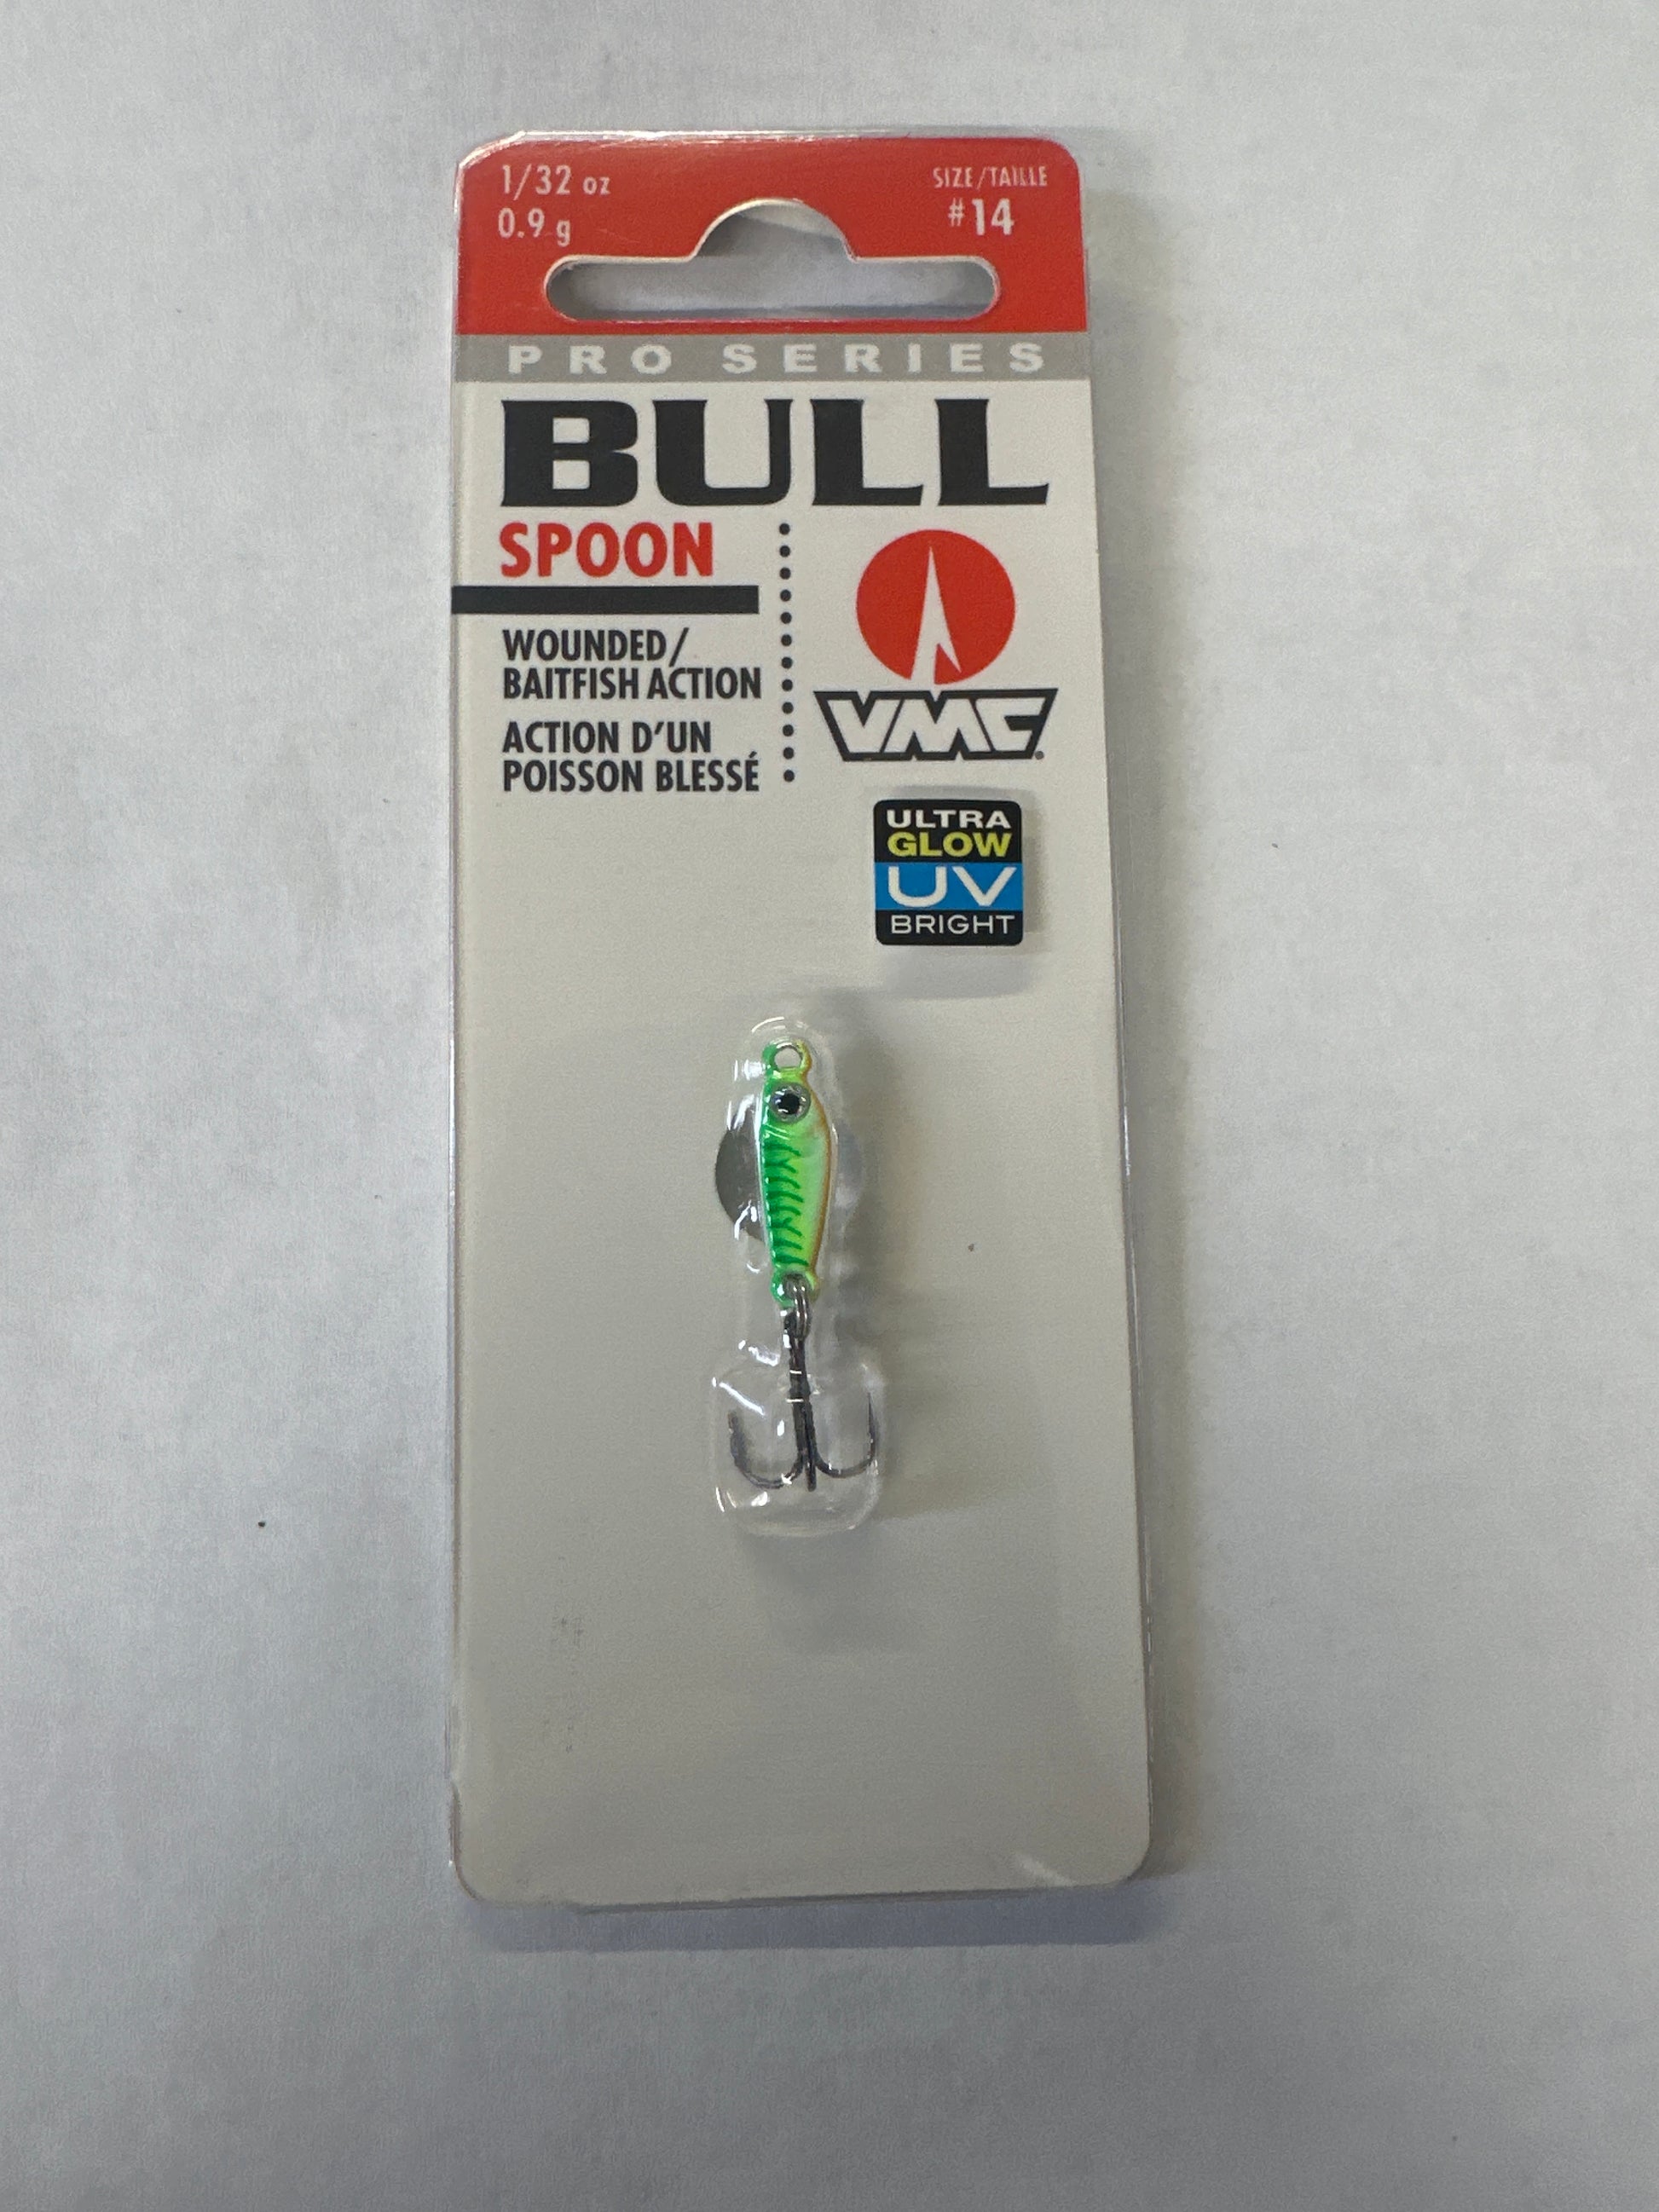 1/32 oz
0.9 g
SIZE/TAILLE
#14
PRO SERIES
BULL
SPOON
WOUNDED/
BAITFISH ACTION
ACTION D'UN
POISSON BLESSÉ
VMC
ULTRA
GLOW
UV
BRIGHT